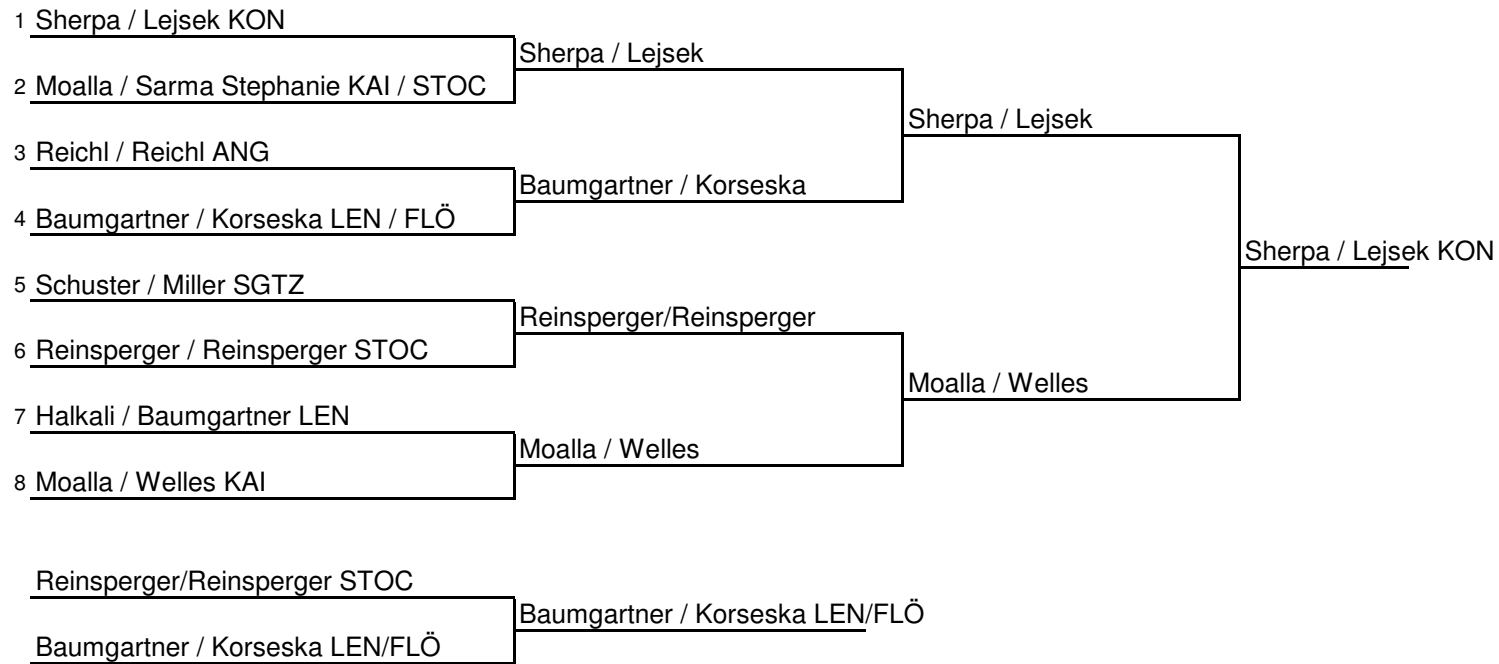 1 Sherpa / Lejsek KON
Sherpa / Lejsek
2 Moalla / Sarma Stephanie KAI / STOC
Sherpa / Lejsek
3 Reichl / Reichl ANG
Baumgartner / Korseska
4 Baumgartner / Korseska LEN / FLÖ
Sherpa / Lejsek KON
5 Schuster / Miller SGTZ
Reinsperger/Reinsperger
6 Reinsperger / Reinsperger STOC
Moalla / Welles
7 Halkali / Baumgartner LEN
Moalla / Welles
8 Moalla / Welles KAI
Reinsperger/Reinsperger STOC
Baumgartner / Korseska LEN/FLÖ
Baumgartner / Korseska LEN/FLÖ